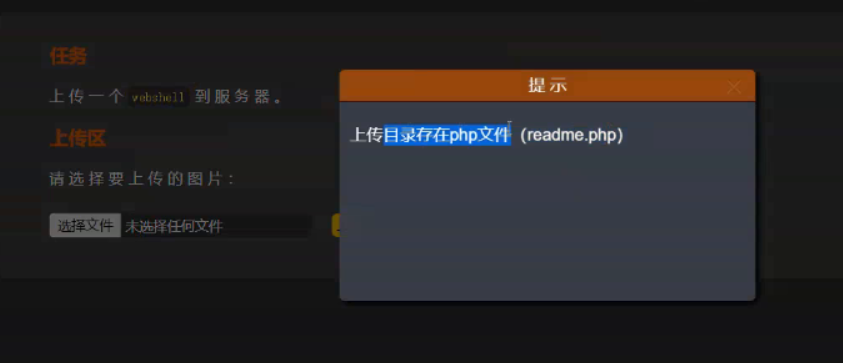 任务
上传一个 webshell 到服务器。
上传区
请选择要上传的图片：
选择文件 未选择任何文件
提示
上传目录存在php文件（readme.php）